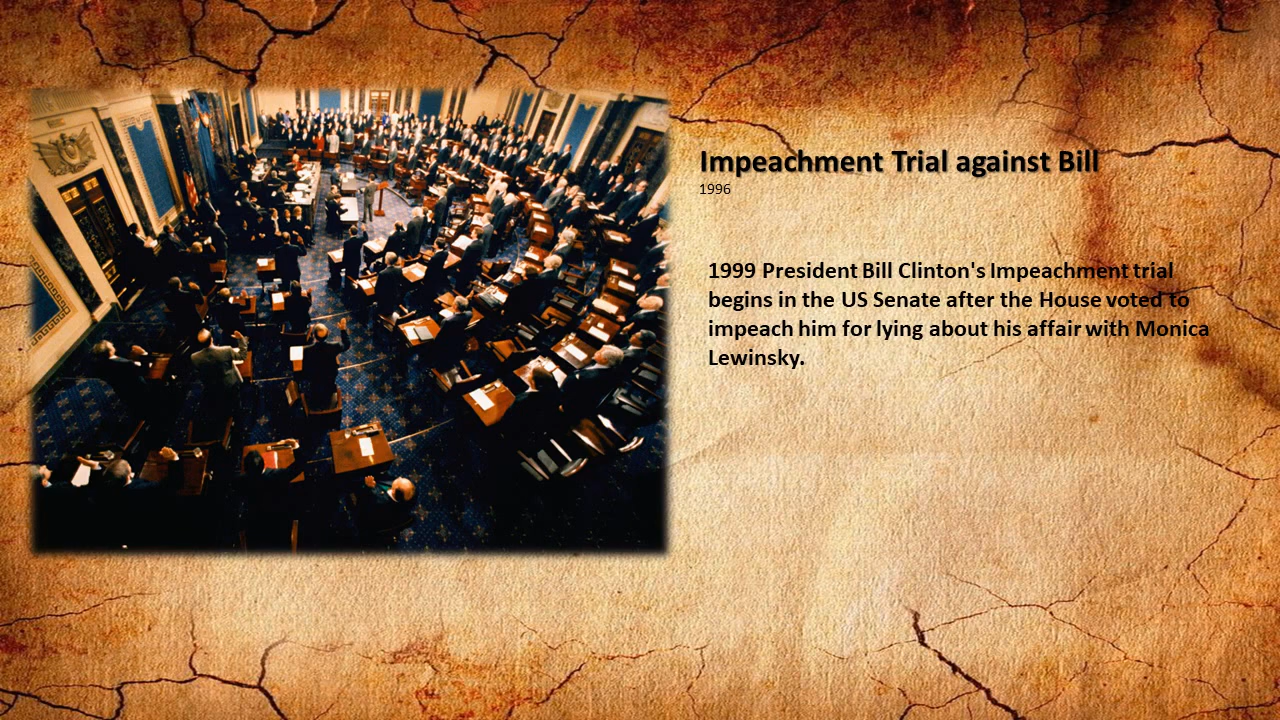 Impeachment Trial against Bill
1996
1999 President Bill Clinton's Impeachment trial
begins in the US Senate after the House voted to
impeach him for lying about his affair with Monica
Lewinsky.